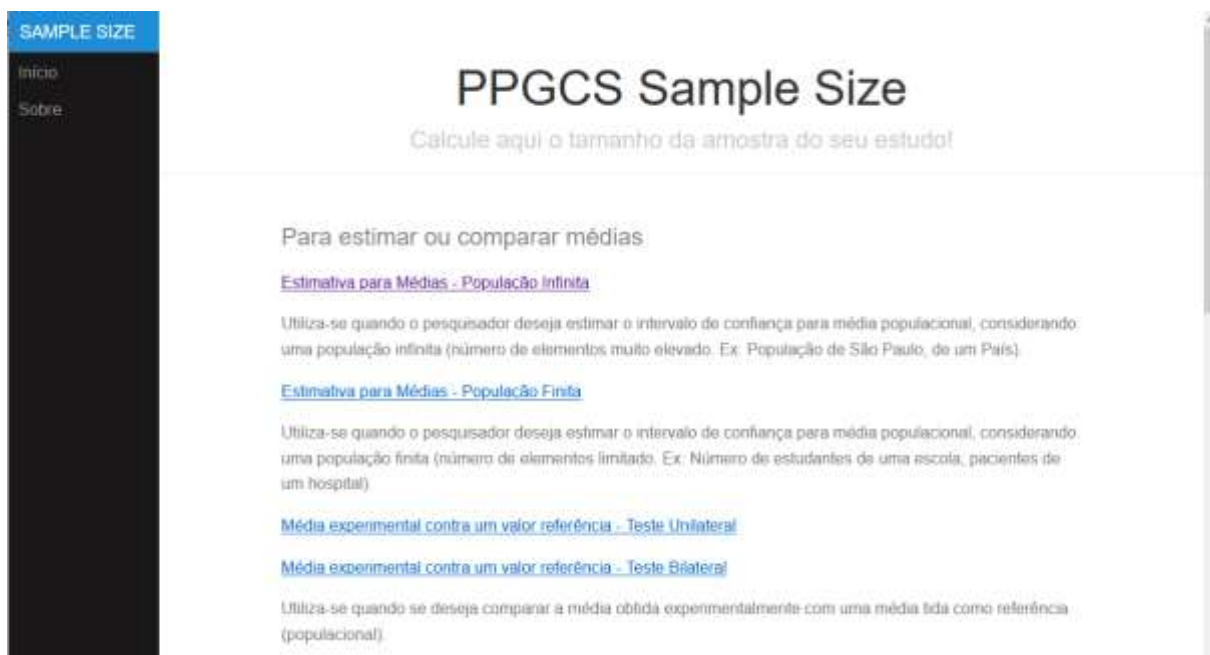 SAMPLE SIZE
Início
Sobre
PPGCS Sample Size
Calcule aqui o tamanho da amostra do seu estudo!
Para estimar ou comparar médias
Estimativa para Médias - População Infinita
Utiliza-se quando o pesquisador deseja estimar o intervalo de confiança para média populacional, considerando
uma população infinita (número de elementos muito elevado. Ex: População de São Paulo, de um País).
Estimativa para Médias - População Finita
Utiliza-se quando o pesquisador deseja estimar o intervalo de confiança para média populacional, considerando
uma população finita (número de elementos limitado. Ex: Número de estudantes de uma escola, pacientes de
um hospital).
Média experimental contra um valor referência - Teste Unilateral
Média experimental contra um valor referência - Teste Bilateral
Utiliza-se quando se deseja comparar a média obtida experimentalmente com uma média tida como referência
(populacional).